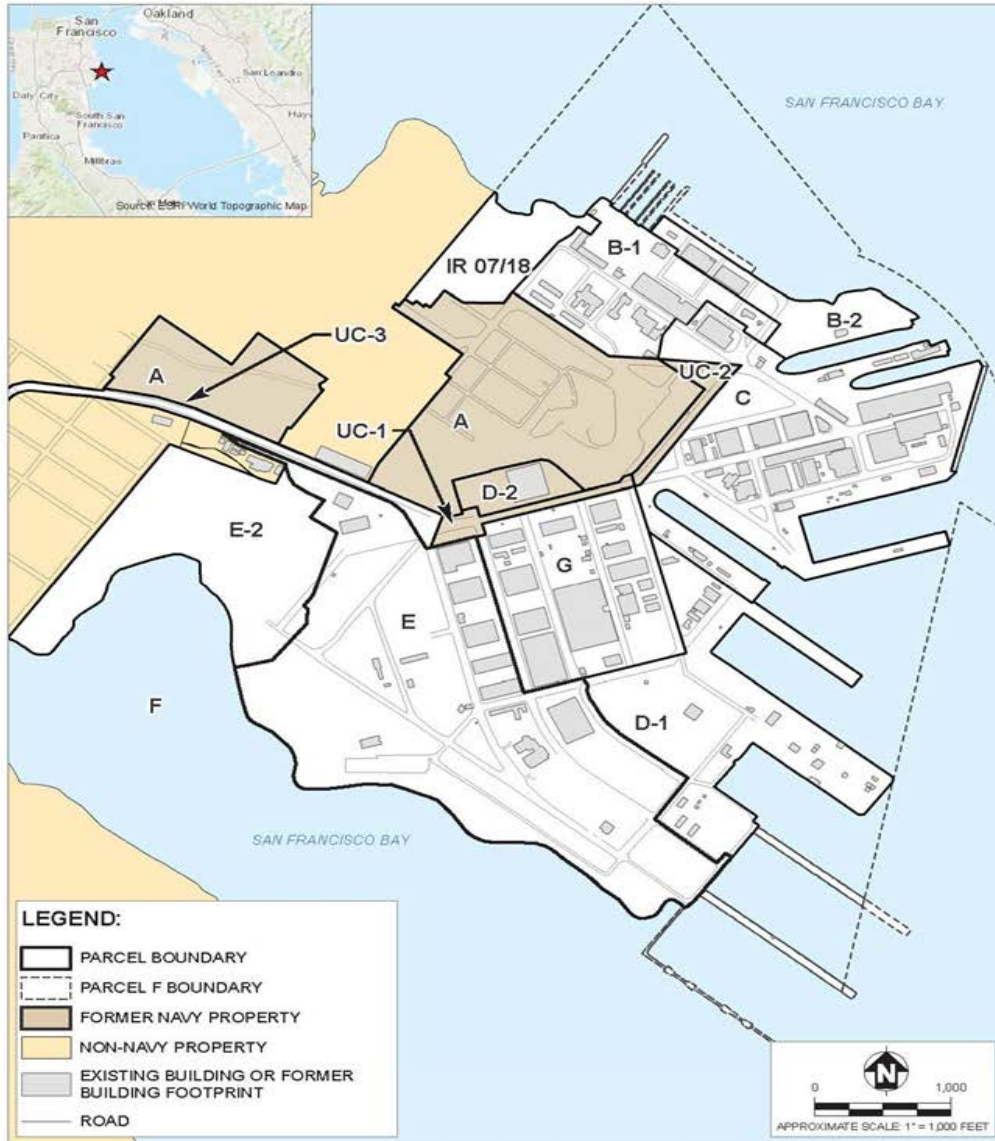 San
Francisco
Oakland
San Leandro
Daly City
South San
Francisco
Hay
Pacifica
Millbrae
San Mateo
Source: ESRI World Topographic Map
SAN FRANCISCO BAY
B-1
IR 07/18
B-2
UC-3
A
UC-2
C
UC-1
A
D-2
E-2
G
E
F
D-1
SAN FRANCISCO BAY
LEGEND:
PARCEL BOUNDARY
PARCEL F BOUNDARY
FORMER NAVY PROPERTY
NON-NAVY PROPERTY
EXISTING BUILDING OR FORMER
BUILDING FOOTPRINT
ROAD
N
0 1,000
APPROXIMATE SCALE: 1" = 1,000 FEET